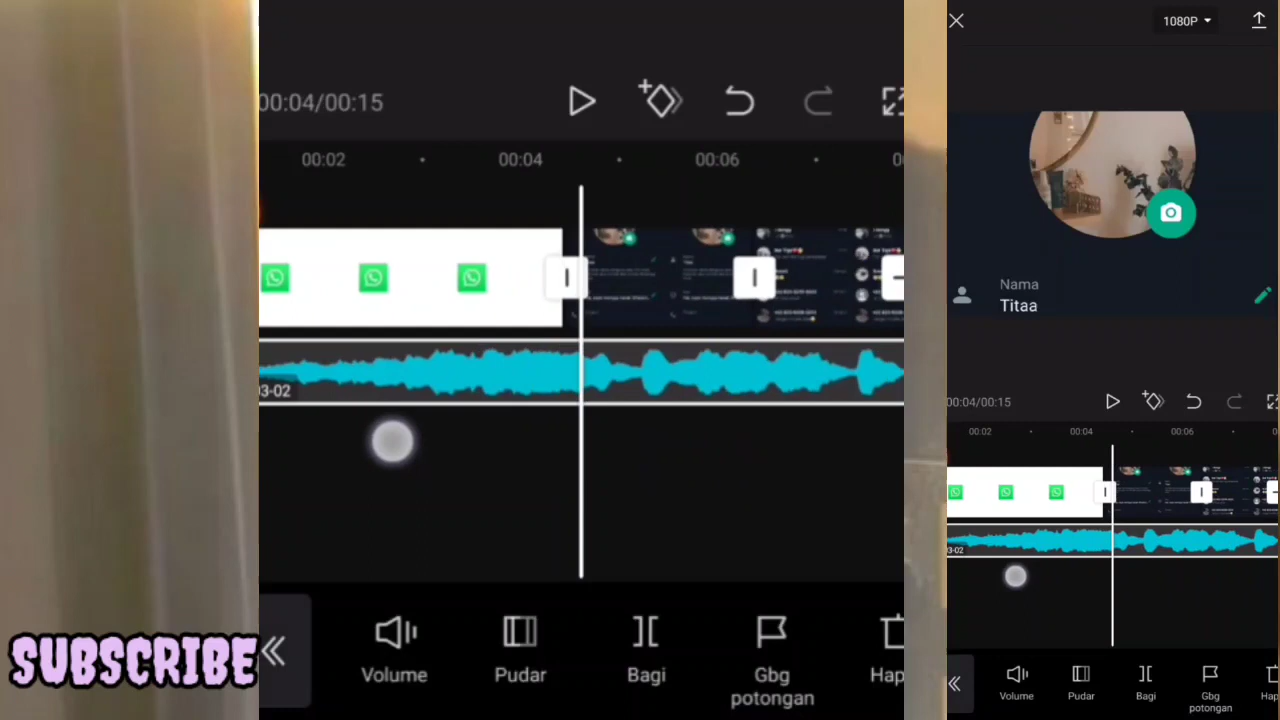 00:04/00:15
00:02
00:04
00:06
03-02
Volume
Pudar
Bagi
Gbg
potongan
Hap
SUBSCRIBE
1080P
Nama
Titaa
00:04/00:15
00:02
00:04
00:06
03-02
Volume
Pudar
Bagi
Gbg
potongan
Hap